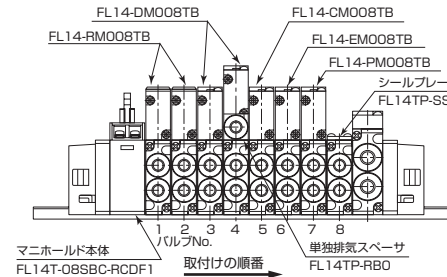 FL14-DM008TB
FL14-CM008TB
FL14-RM008TB
FL14-EM008TB
FL14-PM008TB
シールプレー
FL14TP-SS
1 2 3 4 5 6 7 8
バルブNo.
単独排気スペーサ
FL14TP-RB0
マニホールド本体
FL14T-08SBC-RCDF1
取付けの順番